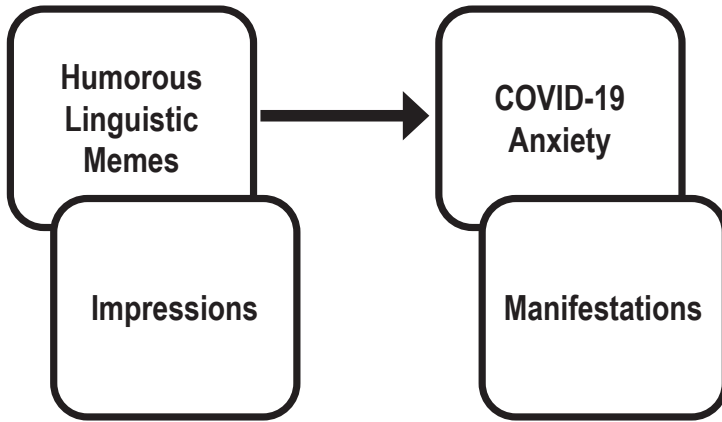 Humorous
Linguistic
Memes
COVID-19
Anxiety
Impressions
Manifestations